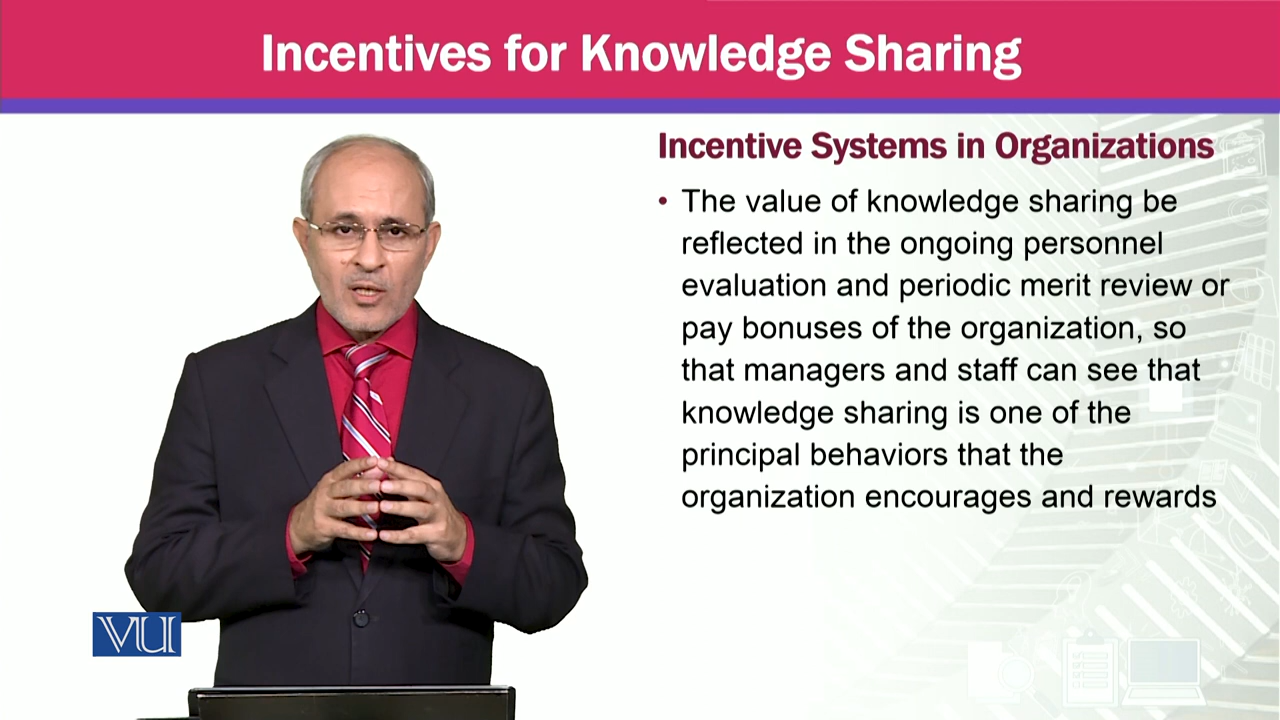 Incentives for Knowledge Sharing
Incentive Systems in Organizations
• The value of knowledge sharing be
reflected in the ongoing personnel
evaluation and periodic merit review or
pay bonuses of the organization, so
that managers and staff can see that
knowledge sharing is one of the
principal behaviors that the
organization encourages and rewards
VU